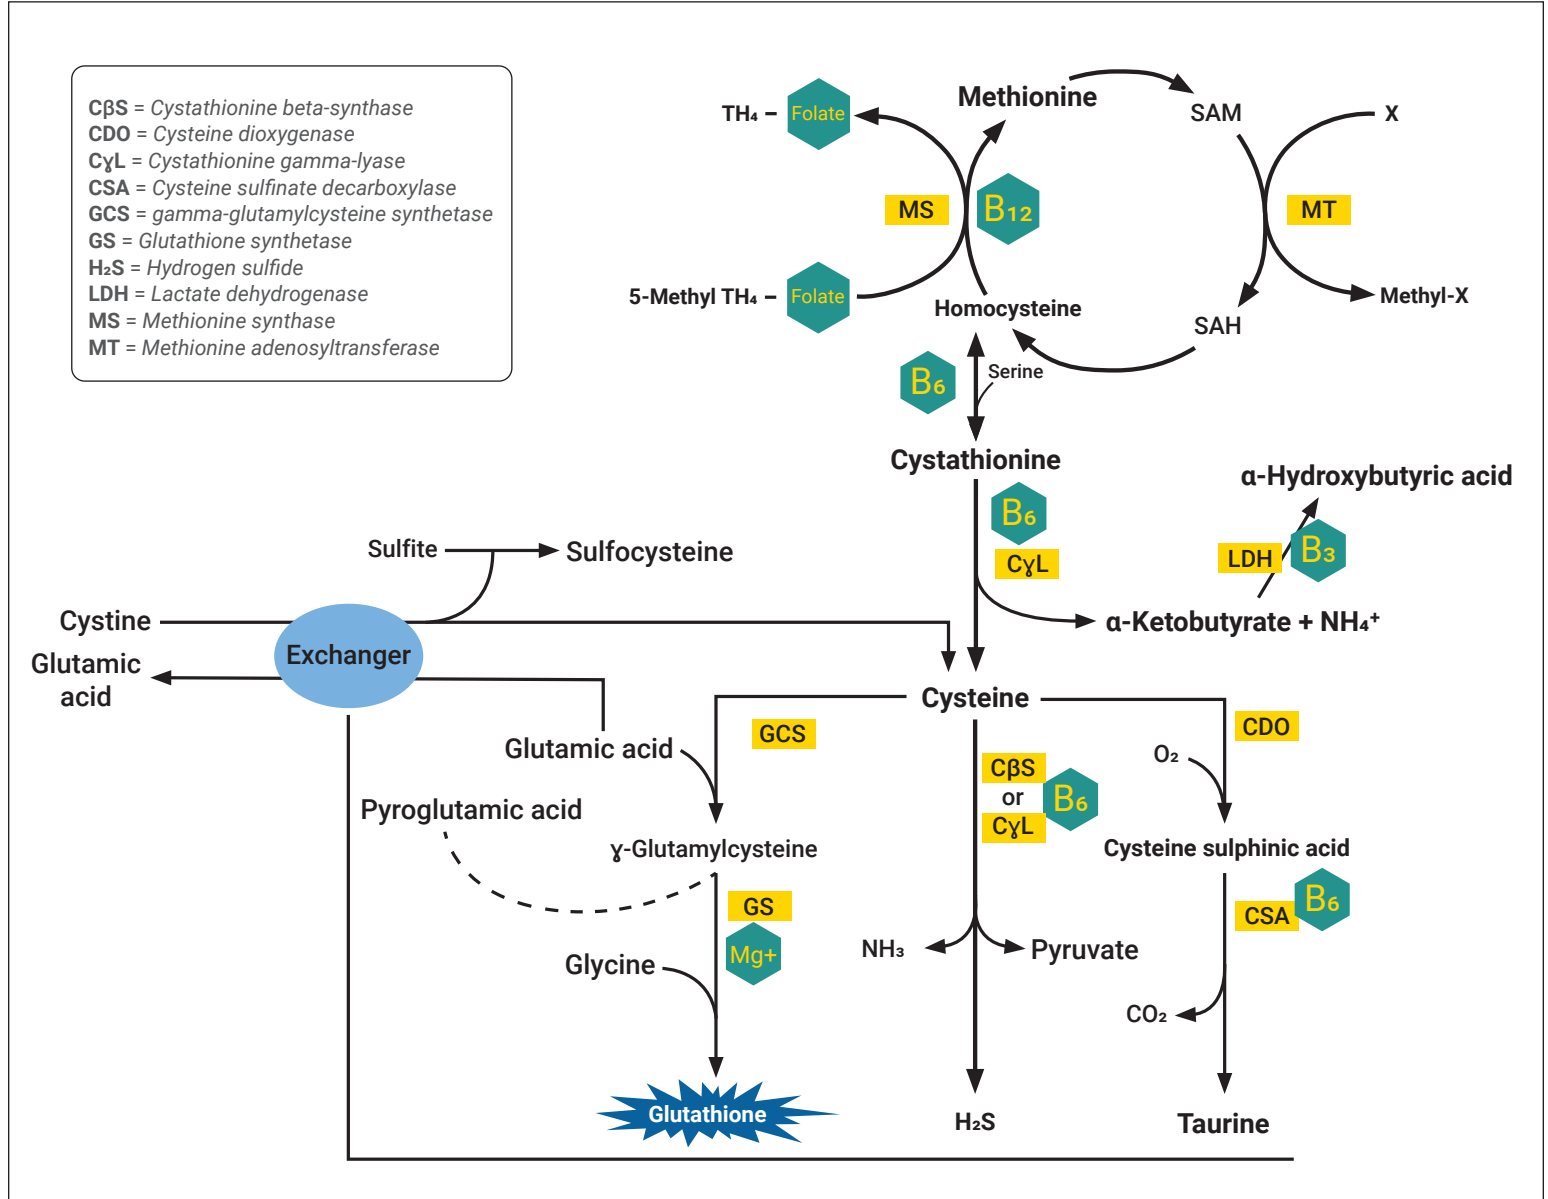 CβS = Cystathionine beta-synthase
CDO = Cysteine dioxygenase
CɣL = Cystathionine gamma-lyase
CSA = Cysteine sulfinate decarboxylase
GCS = gamma-glutamylcysteine synthetase
GS = Glutathione synthetase
H₂S = Hydrogen sulfide
LDH = Lactate dehydrogenase
MS = Methionine synthase
MT = Methionine adenosyltransferase
Methionine
TH₄ – Folate
SAM
X
MS
B₁₂
MT
5-Methyl TH₄ – Folate
Homocysteine
SAH
Methyl-X
B₆
Serine
Cystathionine
α-Hydroxybutyric acid
B₆
CɣL
LDH
B₃
Sulfite
Sulfocysteine
Cystine
α-Ketobutyrate + NH₄⁺
Exchanger
Glutamic
acid
Cysteine
GCS
CDO
Glutamic acid
O₂
CβS
or
CɣL
B₆
Pyroglutamic acid
ɣ-Glutamylcysteine
Cysteine sulphinic acid
GS
CSA
B₆
Mg+
NH₃
Pyruvate
Glycine
CO₂
Glutathione
H₂S
Taurine